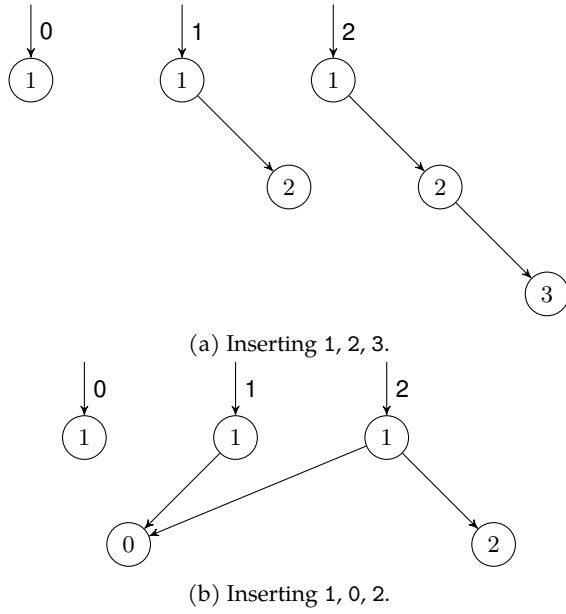 0 1 2
1 1 1
2 2
3
(a) Inserting 1, 2, 3.
0 1 2
1 1 1
0 2
(b) Inserting 1, 0, 2.